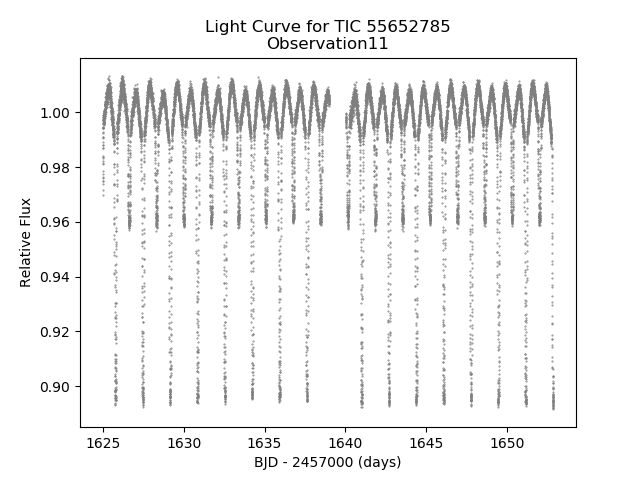 Light Curve for TIC 55652785
Observation11
1.00
0.98
0.96
0.94
0.92
0.90
Relative Flux
1625 1630 1635 1640 1645 1650
BJD - 2457000 (days)